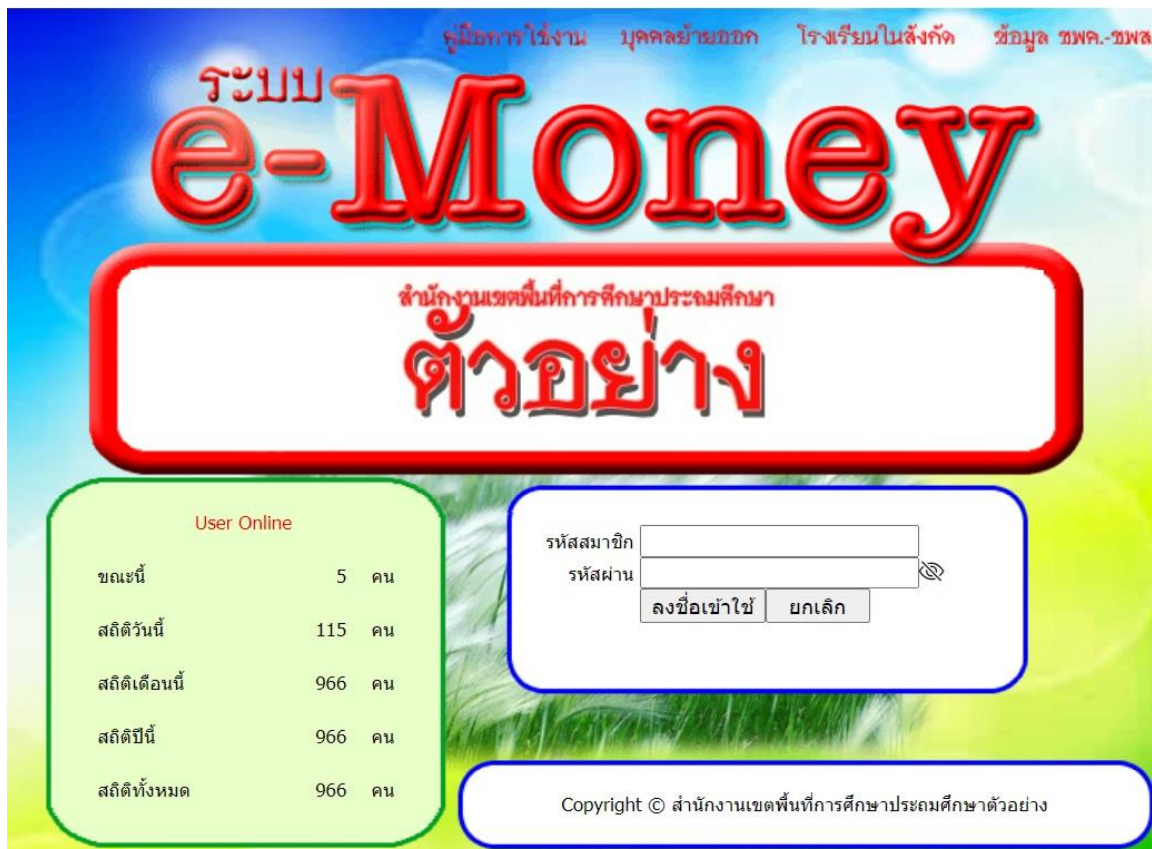 คู่มือการใช้งาน บุคคลย้ายออก โรงเรียนในสังกัด ข้อมูล ชพค.-ชพส
ระบบ
e-Money
สำนักงานเขตพื้นที่การศึกษาประถมศึกษา
ตัวอย่าง
User Online
ขณะนี้ 5 คน
สถิติวันนี้ 115 คน
สถิติเดือนนี้ 966 คน
สถิติปีนี้ 966 คน
สถิติทั้งหมด 966 คน
รหัสสมาชิก
รหัสผ่าน
ลงชื่อเข้าใช้ ยกเลิก
Copyright © สำนักงานเขตพื้นที่การศึกษาประถมศึกษาตัวอย่าง